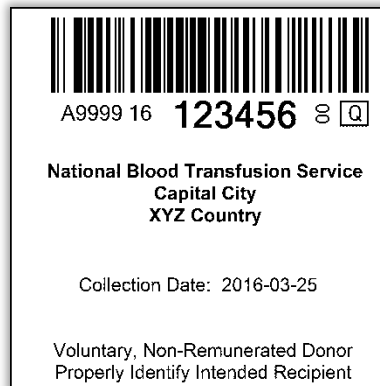 A9999 16 123456 00 Q
National Blood Transfusion Service
Capital City
XYZ Country
Collection Date: 2016-03-25
Voluntary, Non-Remunerated Donor
Properly Identify Intended Recipient